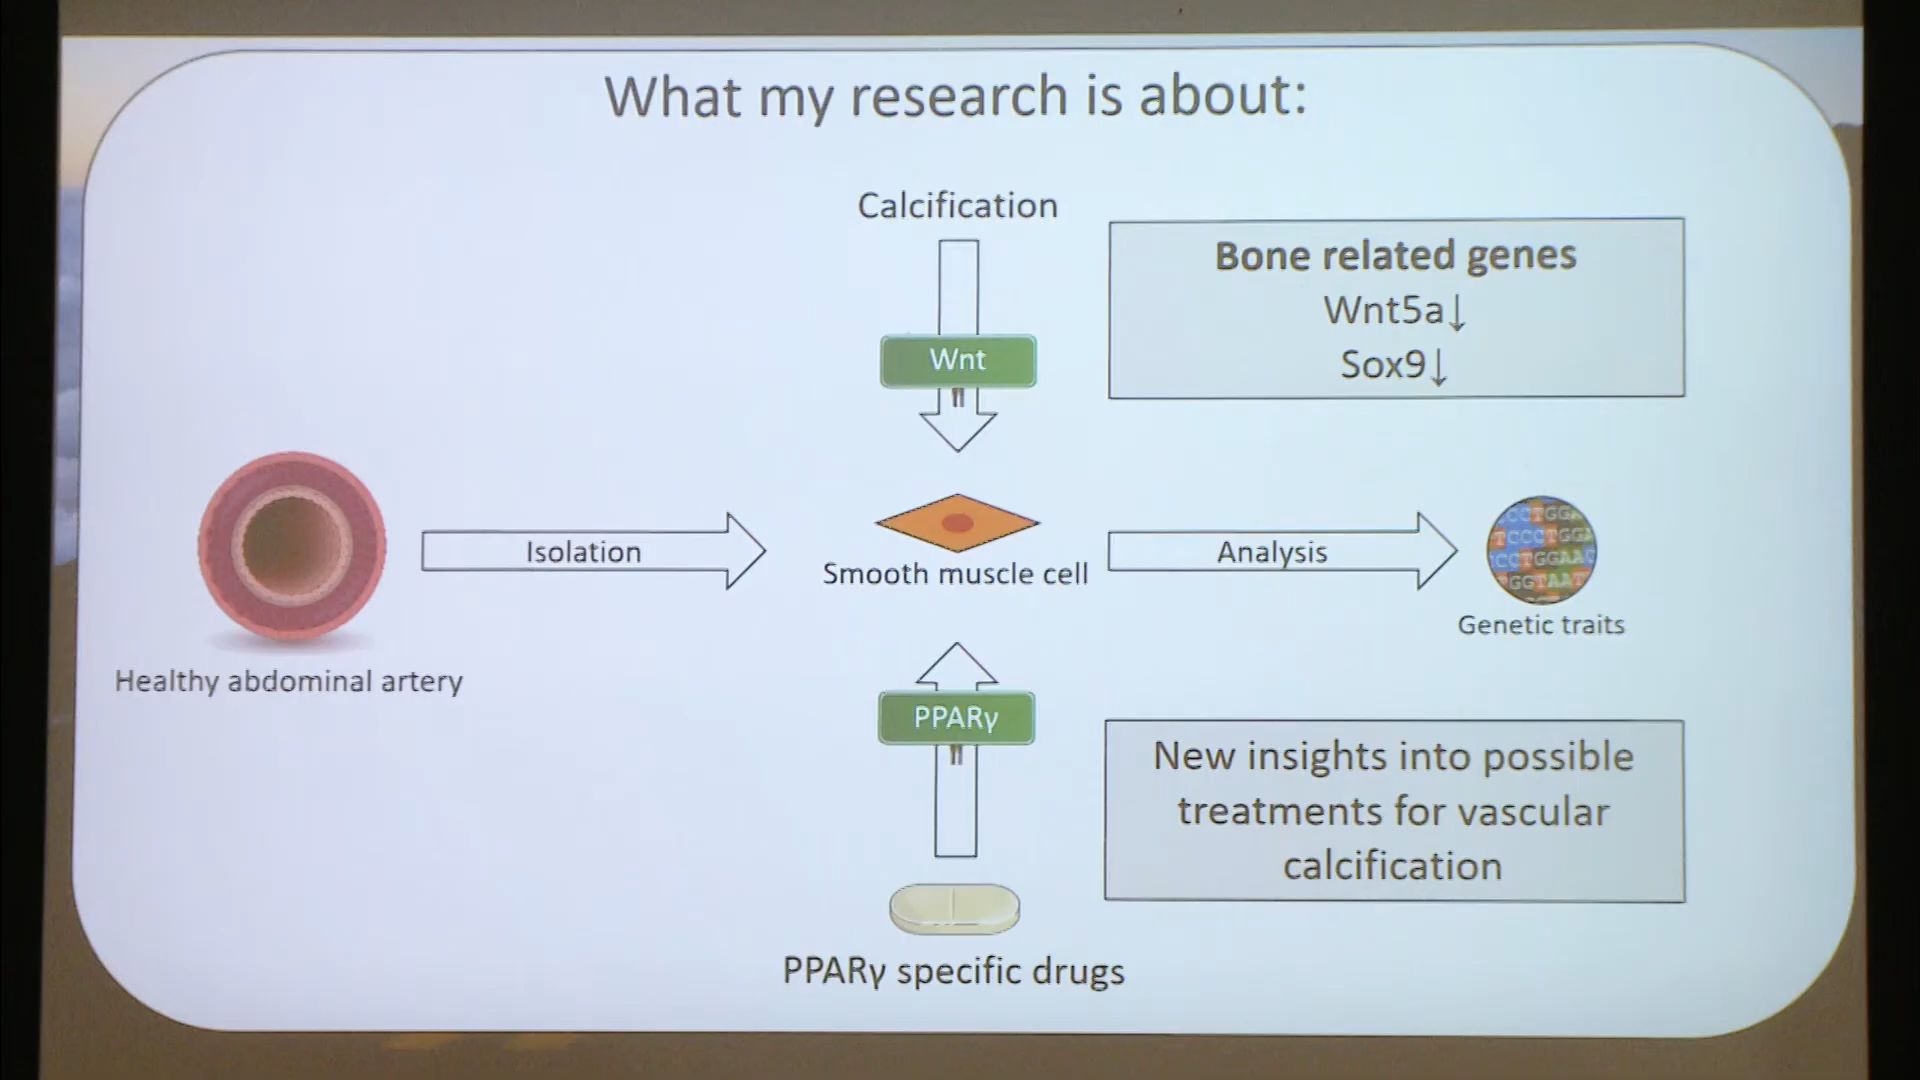 What my research is about:
Calcification
Bone related genes
Wnt5a↓
Sox9↓
Wnt
Isolation
Smooth muscle cell
Analysis
Genetic traits
Healthy abdominal artery
PPARγ
New insights into possible
treatments for vascular
calcification
PPARγ specific drugs